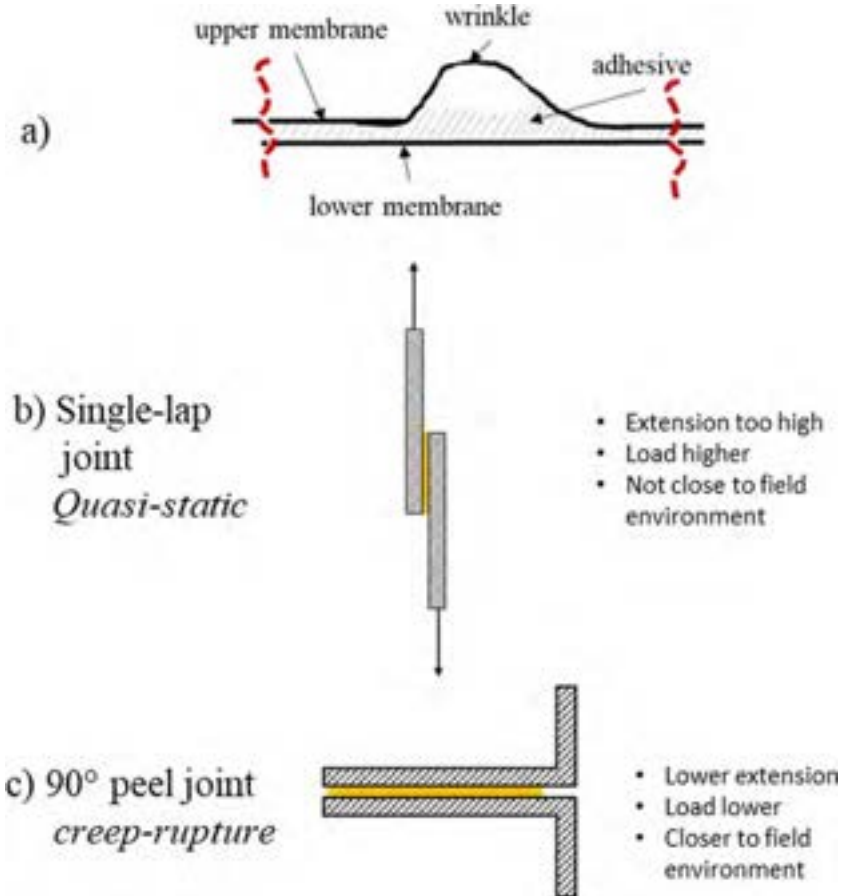 wrinkle
upper membrane
adhesive
a)
lower membrane
b) Single-lap
joint
Quasi-static
• Extension too high
• Load higher
• Not close to field
environment
c) 90° peel joint
creep-rupture
• Lower extension
• Load lower
• Closer to field
environment